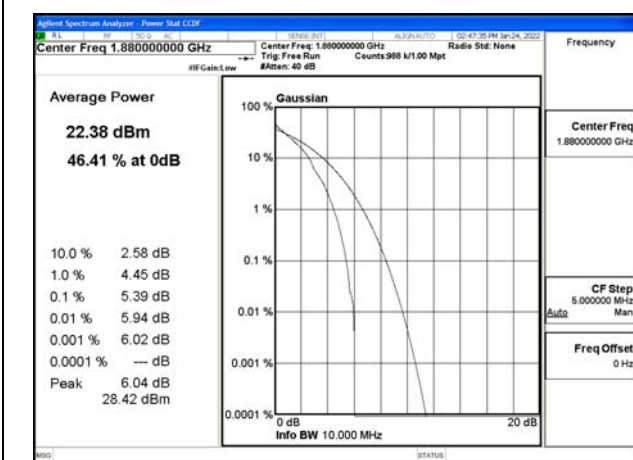 Agilent Spectrum Analyzer - Power Stat CCDF
RL RF 50 Ω AC SENSE:INT ALIGN AUTO 02:47:35 PM Jan 24, 2022
Center Freq 1.880000000 GHz
Center Freq: 1.880000000 GHz Radio Std: None
Trig: Free Run Counts:988 k/1.00 Mpt
#IFGain:Low #Atten: 40 dB
Frequency
Average Power
22.38 dBm
46.41 % at 0dB
10.0 % 2.58 dB
1.0 % 4.45 dB
0.1 % 5.39 dB
0.01 % 5.94 dB
0.001 % 6.02 dB
0.0001 % --- dB
Peak 6.04 dB
28.42 dBm
Gaussian
100 %
10 %
1 %
0.1 %
0.01 %
0.001 %
0.0001 %
0 dB 20 dB
Info BW 10.000 MHz
Center Freq
1.880000000 GHz
CF Step
5.000000 MHz
Auto Man
Freq Offset
0 Hz
MSG STATUS